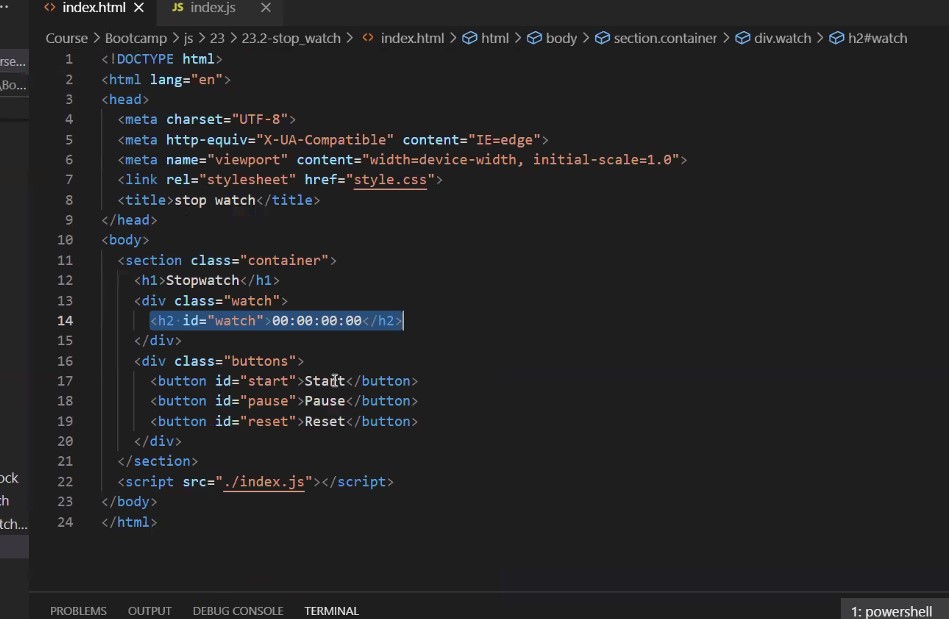 index.html
JS index.js
Course > Bootcamp > js > 23 > 23.2-stop_watch > index.html > html > body > section.container > div.watch > h2#watch
rse...
\Bo...
1 <!DOCTYPE html>
2 <html lang="en">
3 <head>
4 <meta charset="UTF-8">
5 <meta http-equiv="X-UA-Compatible" content="IE=edge">
6 <meta name="viewport" content="width=device-width, initial-scale=1.0">
7 <link rel="stylesheet" href="style.css">
8 <title>stop watch</title>
9 </head>
10 <body>
11 <section class="container">
12 <h1>Stopwatch</h1>
13 <div class="watch">
14 <h2 id="watch">00:00:00:00</h2>
15 </div>
16 <div class="buttons">
17 <button id="start">Start</button>
18 <button id="pause">Pause</button>
19 <button id="reset">Reset</button>
20 </div>
21 </section>
22 <script src="./index.js"></script>
23 </body>
24 </html>
ock
h
tch...
PROBLEMS OUTPUT DEBUG CONSOLE TERMINAL
1: powershell